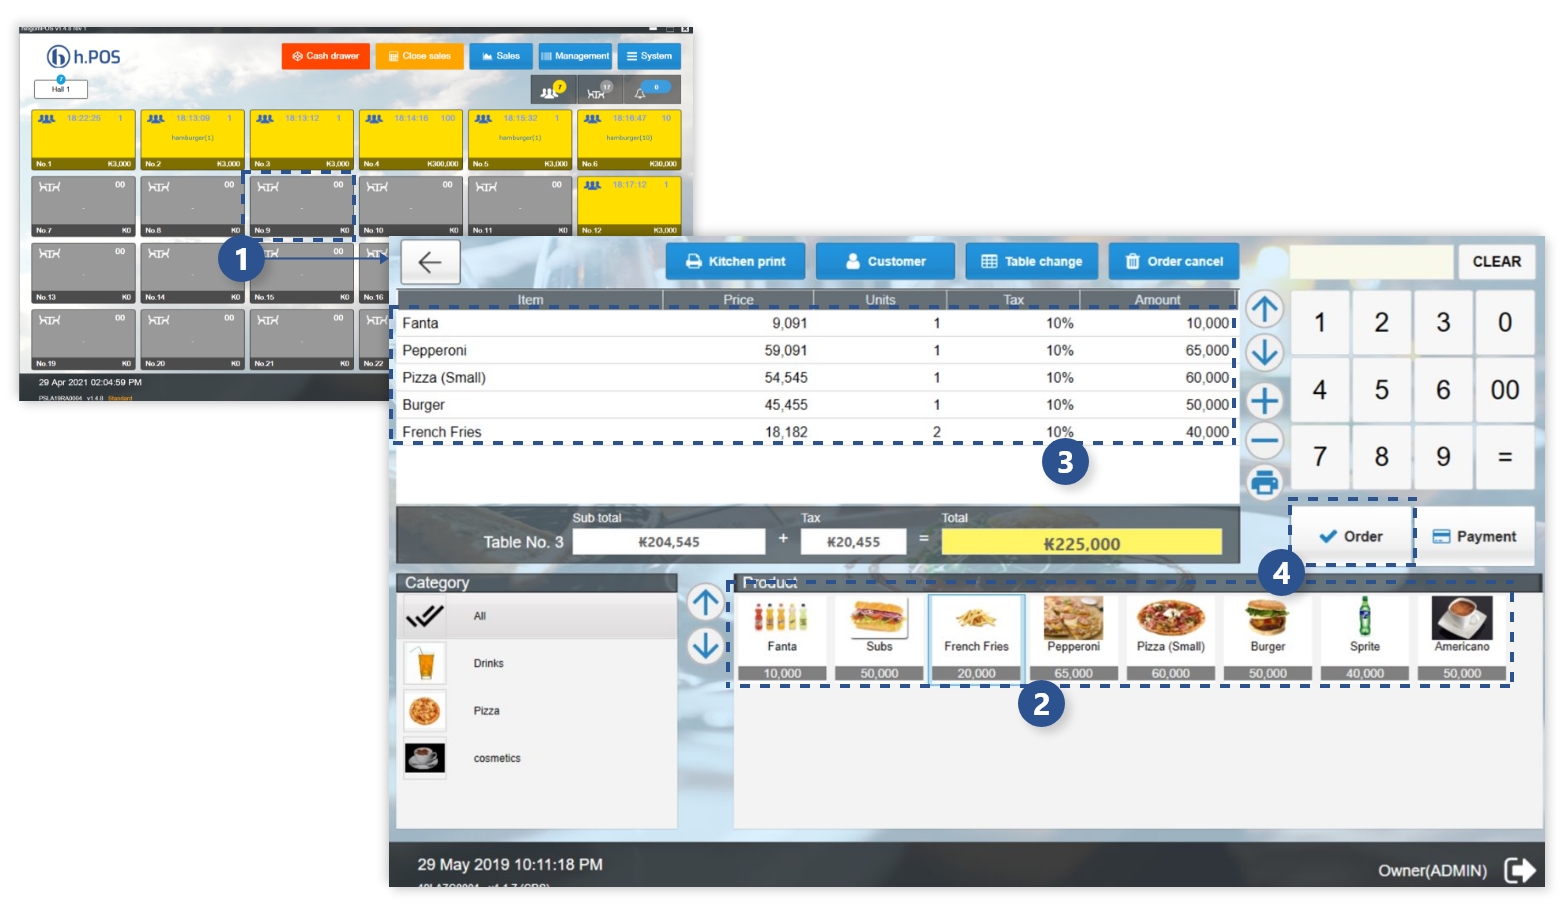 h.POS
Cash drawer
Close sales
Sales
Management
System
7
Hall 1
7
17
0
18:22:25 1
18:13:09 1
18:13:12 1
18:14:16 100
18:15:32 1
18:16:47 10
hamburger(1)
hamburger(1)
hamburger(10)
No.1 ₭3,000
No.2 ₭3,000
No.3 ₭3,000
No.4 ₭300,000
No.5 ₭3,000
No.6 ₭30,000
00
00
00
00
00
18:17:12 1
No.7 ₭0
No.8 ₭0
No.9 ₭0
No.10 ₭0
No.11 ₭0
No.12 ₭3,000
00
00
00
No.13 ₭0
No.14 ₭0
No.15 ₭0
No.16
00
00
00
No.19 ₭0
No.20 ₭0
No.21 ₭0
No.22
29 Apr 2021 02:04:59 PM
PSLA19RA0004 v1.4.8 Standard
1
Kitchen print
Customer
Table change
Order cancel
CLEAR
Item Price Units Tax Amount
Fanta 9,091 1 10% 10,000
Pepperoni 59,091 1 10% 65,000
Pizza (Small) 54,545 1 10% 60,000
Burger 45,455 1 10% 50,000
French Fries 18,182 2 10% 40,000
3
1 2 3 0
4 5 6 00
7 8 9 =
Sub total Tax Total
Table No. 3 ₭204,545 + ₭20,455 = ₭225,000
Order
Payment
4
Category
All
Drinks
Pizza
cosmetics
Product
Fanta
Subs
French Fries
Pepperoni
Pizza (Small)
Burger
Sprite
Americano
10,000
50,000
20,000
65,000
60,000
50,000
40,000
50,000
2
29 May 2019 10:11:18 PM
Owner(ADMIN)